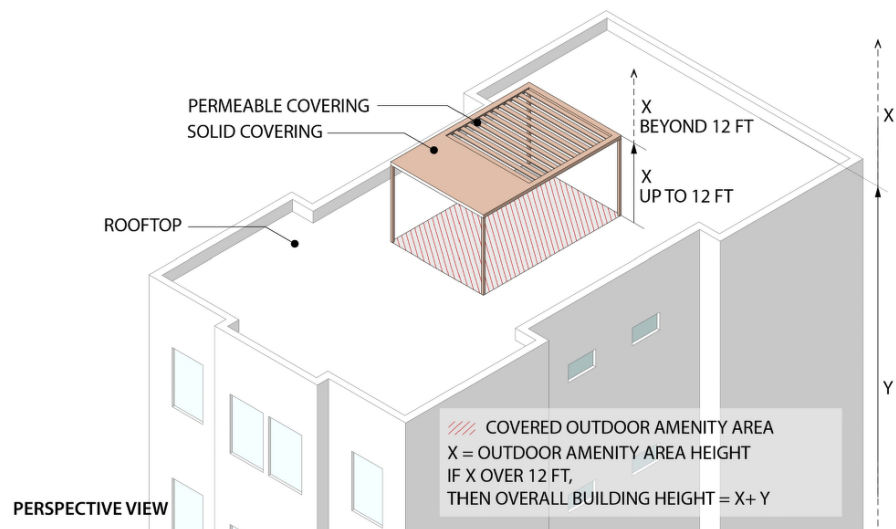 PERMEABLE COVERING
SOLID COVERING
X
BEYOND 12 FT
X
UP TO 12 FT
X
ROOFTOP
Y
COVERED OUTDOOR AMENITY AREA
X = OUTDOOR AMENITY AREA HEIGHT
IF X OVER 12 FT,
THEN OVERALL BUILDING HEIGHT = X+ Y
PERSPECTIVE VIEW